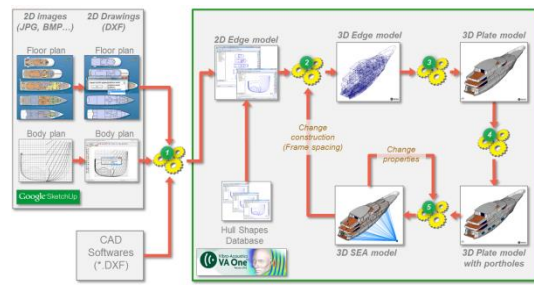 2D Images
(JPG, BMP...)
2D Drawings
(DXF)
Floor plan
Floor plan
Body plan
Body plan
Google SketchUp
CAD
Softwares
(*.DXF)
1
2D Edge model
2
3D Edge model
3
3D Plate model
4
Change
construction
(Frame spacing)
Change
properties
5
Hull Shapes
Database
3D SEA model
3D Plate model
with portholes
Vibro-Acoustics
VA One